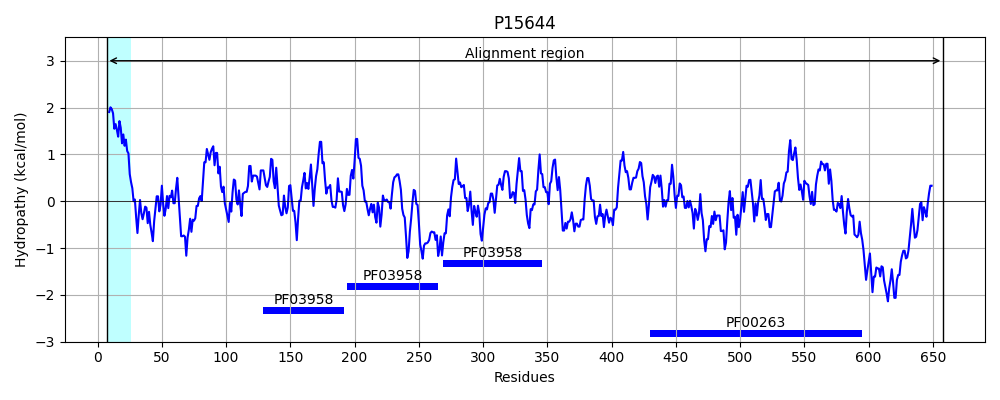 P15644
Alignment region
3
2
1
0
−1
−2
−3
Hydropathy (kcal/mol)
PF03958
PF03958
PF03958
PF00263
0 50 100 150 200 250 300 350 400 450 500 550 600 650
Residues